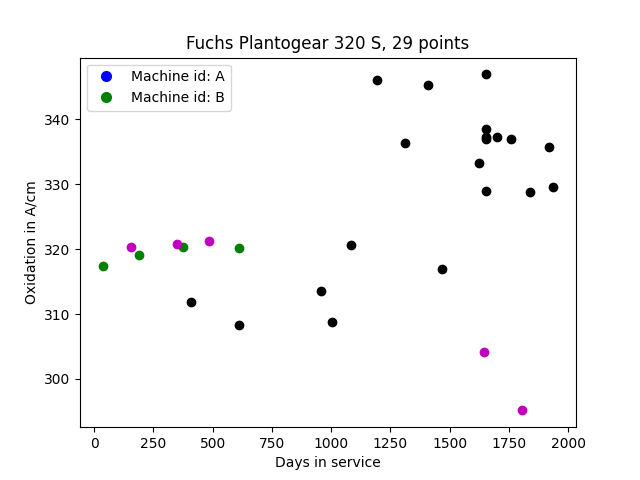 Fuchs Plantogear 320 S, 29 points
Machine id: A
Machine id: B
340
330
320
310
300
Oxidation in A/cm
0 250 500 750 1000 1250 1500 1750 2000
Days in service